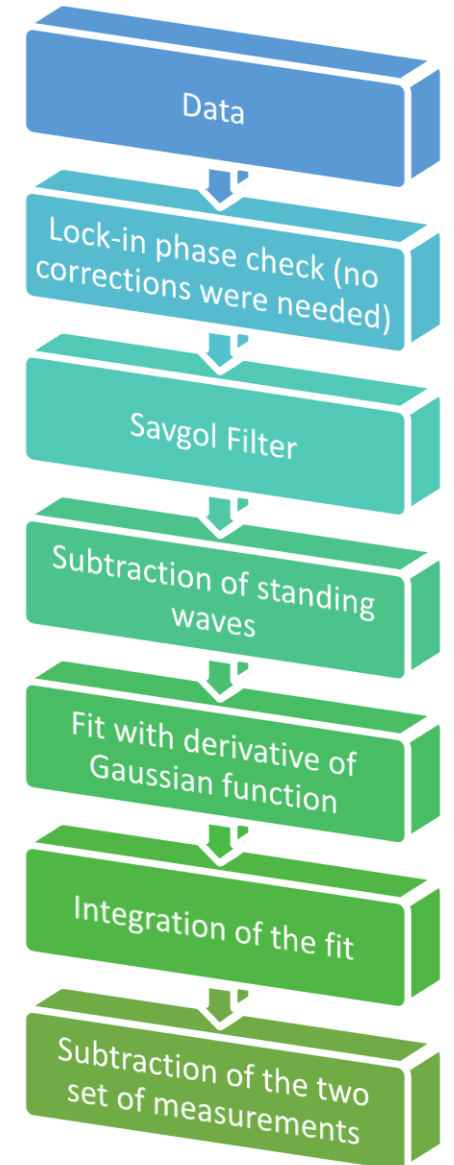 Data
Lock-in phase check (no
corrections were needed)
Savgol Filter
Subtraction of standing
waves
Fit with derivative of
Gaussian function
Integration of the fit
Subtraction of the two
set of measurements